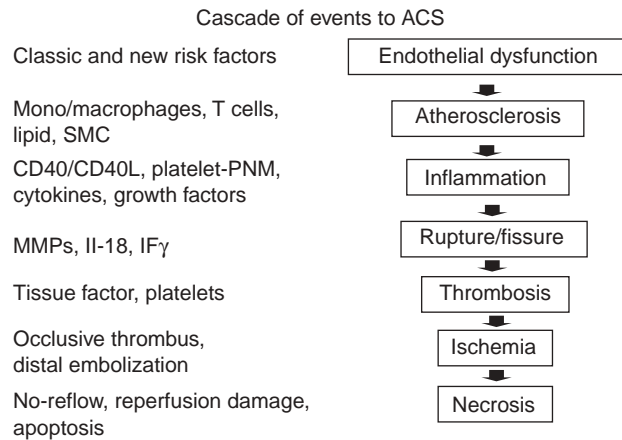 Cascade of events to ACS
Classic and new risk factors
Endothelial dysfunction
Mono/macrophages, T cells,
lipid, SMC
Atherosclerosis
CD40/CD40L, platelet-PNM,
cytokines, growth factors
Inflammation
MMPs, II-18, IFγ
Rupture/fissure
Tissue factor, platelets
Thrombosis
Occlusive thrombus,
distal embolization
Ischemia
No-reflow, reperfusion damage,
apoptosis
Necrosis